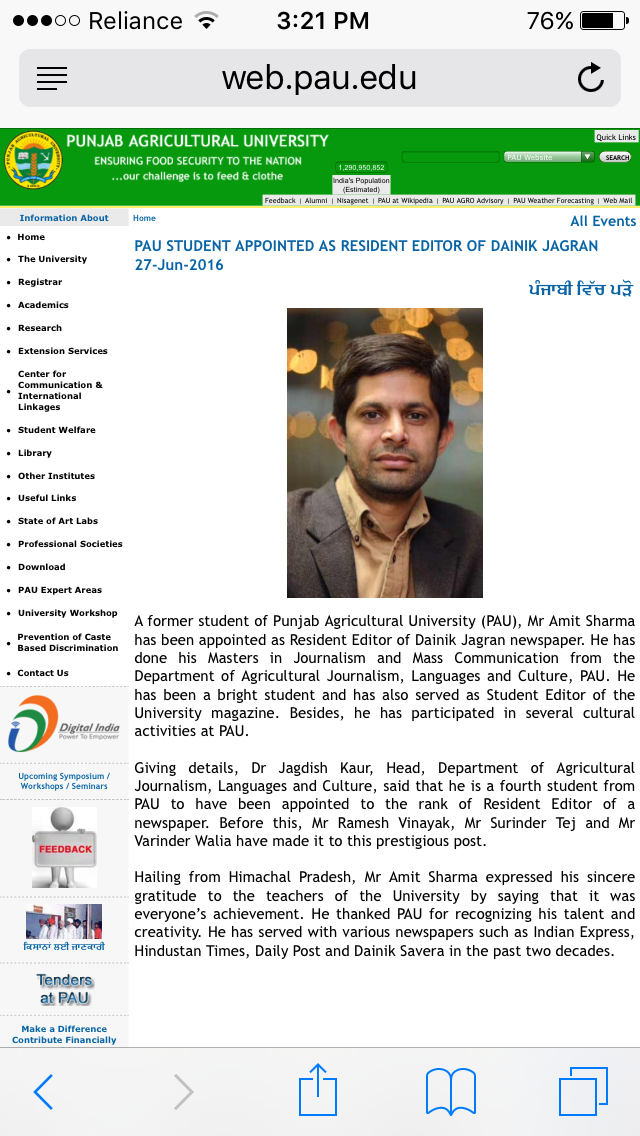 Reliance 3:21 PM 76%
web.pau.edu
PUNJAB AGRICULTURAL UNIVERSITY
ENSURING FOOD SECURITY TO THE NATION
...our challenge is to feed & clothe
1,290,950,852
India's Population
(Estimated)
Quick Links
PAU Website SEARCH
Feedback | Alumni | Nisagenet | PAU at Wikipedia | PAU AGRO Advisory | PAU Weather Forecasting | Web Mail
Information About
Home
The University
Registrar
Academics
Research
Extension Services
Center for
Communication &
International
Linkages
Student Welfare
Library
Other Institutes
Useful Links
State of Art Labs
Professional Societies
Download
PAU Expert Areas
University Workshop
Prevention of Caste
Based Discrimination
Contact Us
Digital India
Power To Empower
Upcoming Symposium /
Workshops / Seminars
FEEDBACK
ਕਿਸਾਨਾਂ ਲਈ ਜਾਣਕਾਰੀ
Tenders
at PAU
Make a Difference
Contribute Financially
Home
All Events
PAU STUDENT APPOINTED AS RESIDENT EDITOR OF DAINIK JAGRAN
27-Jun-2016
ਪੰਜਾਬੀ ਵਿੱਚ ਪੜੋ
A former student of Punjab Agricultural University (PAU), Mr Amit Sharma
has been appointed as Resident Editor of Dainik Jagran newspaper. He has
done his Masters in Journalism and Mass Communication from the
Department of Agricultural Journalism, Languages and Culture, PAU. He
has been a bright student and has also served as Student Editor of the
University magazine. Besides, he has participated in several cultural
activities at PAU.
Giving details, Dr Jagdish Kaur, Head, Department of Agricultural
Journalism, Languages and Culture, said that he is a fourth student from
PAU to have been appointed to the rank of Resident Editor of a
newspaper. Before this, Mr Ramesh Vinayak, Mr Surinder Tej and Mr
Varinder Walia have made it to this prestigious post.
Hailing from Himachal Pradesh, Mr Amit Sharma expressed his sincere
gratitude to the teachers of the University by saying that it was
everyone's achievement. He thanked PAU for recognizing his talent and
creativity. He has served with various newspapers such as Indian Express,
Hindustan Times, Daily Post and Dainik Savera in the past two decades.